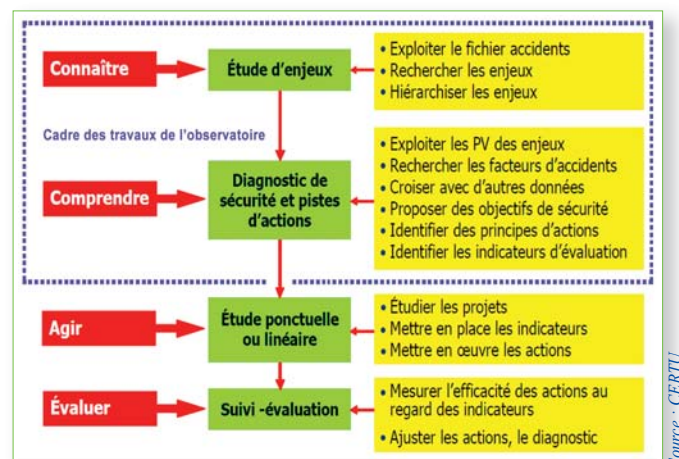 Connaître
Étude d'enjeux
• Exploiter le fichier accidents
• Rechercher les enjeux
• Hiérarchiser les enjeux
Cadre des travaux de l'observatoire
Comprendre
Diagnostic de
sécurité et pistes
d'actions
• Exploiter les PV des enjeux
• Rechercher les facteurs d'accidents
• Croiser avec d'autres données
• Proposer des objectifs de sécurité
• Identifier des principes d'actions
• Identifier les indicateurs d'évaluation
Agir
Étude ponctuelle
ou linéaire
• Étudier les projets
• Mettre en place les indicateurs
• Mettre en œuvre les actions
Évaluer
Suivi -évaluation
• Mesurer l'efficacité des actions au
regard des indicateurs
• Ajuster les actions, le diagnostic
Source : CERTU